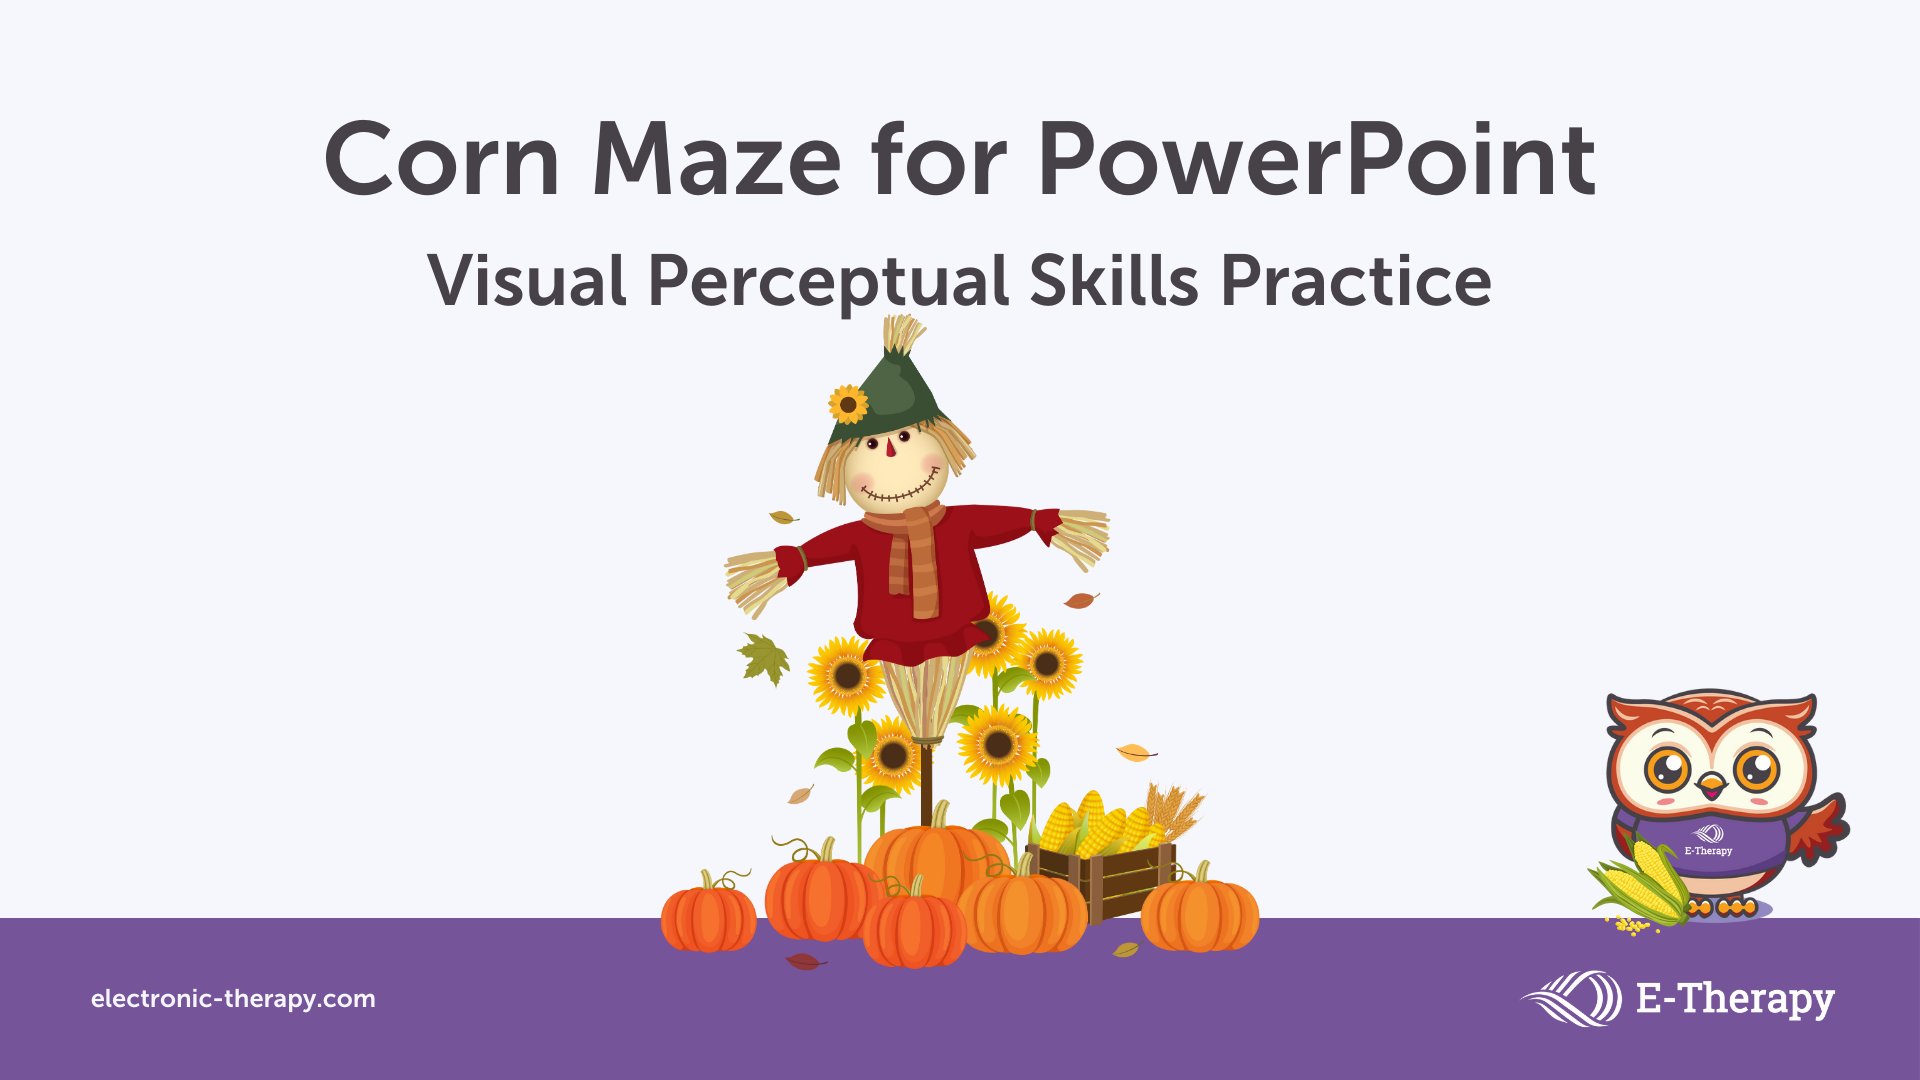 Corn Maze for PowerPoint
Visual Perceptual Skills Practice
E-Therapy
electronic-therapy.com
E-Therapy